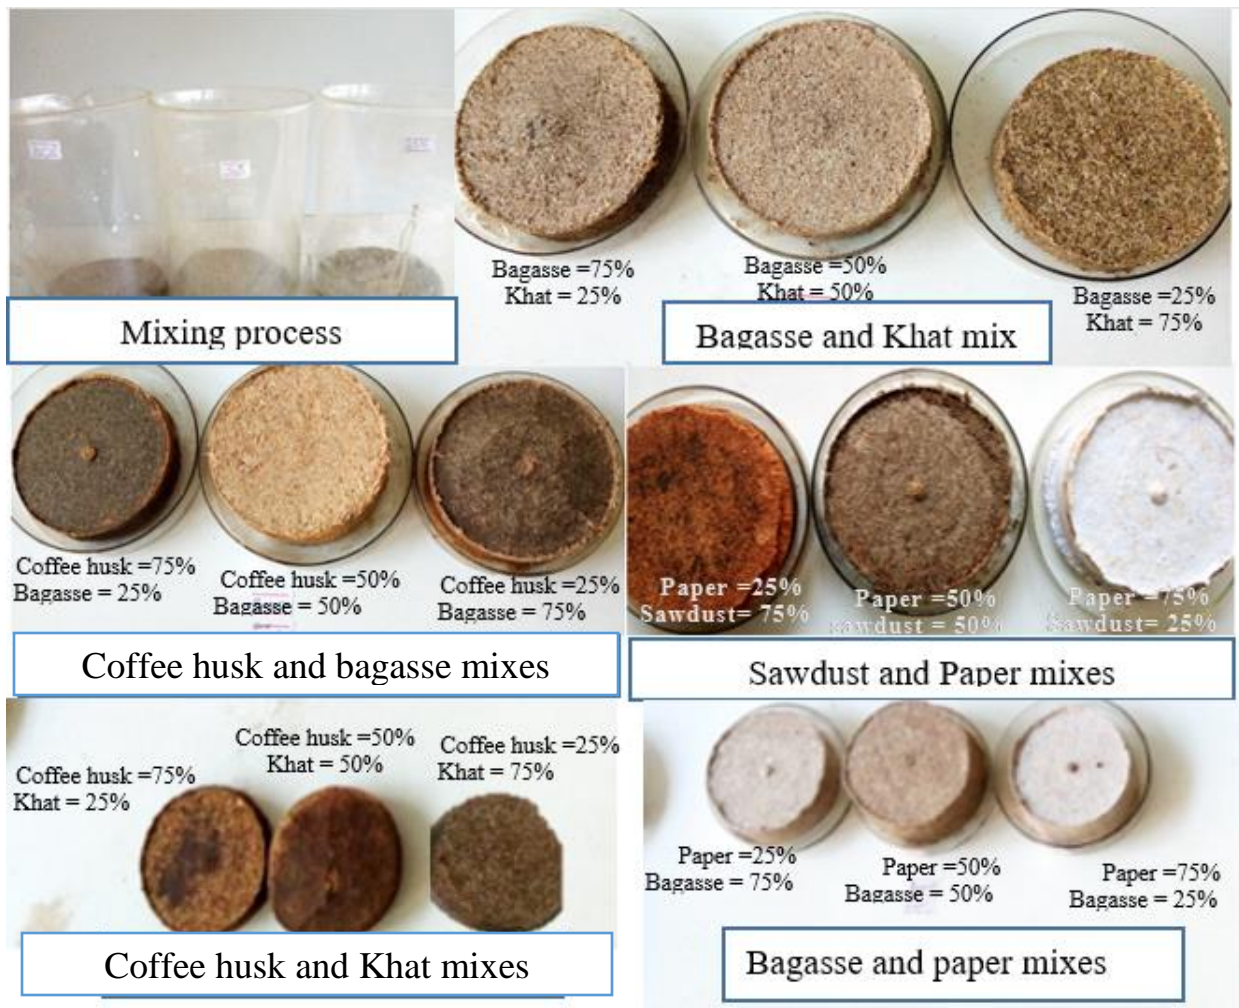 Bagasse =75%
Khat = 25%
Bagasse =50%
Khat = 50%
Bagasse =25%
Khat = 75%
Mixing process
Bagasse and Khat mix
Coffee husk =75%
Bagasse = 25%
Coffee husk =50%
Bagasse = 50%
Coffee husk =25%
Bagasse = 75%
Paper =25%
Sawdust= 75%
Paper =50%
sawdust = 50%
Paper =75%
Sawdust= 25%
Coffee husk and bagasse mixes
Sawdust and Paper mixes
Coffee husk =75%
Khat = 25%
Coffee husk =50%
Khat = 50%
Coffee husk =25%
Khat = 75%
Paper =25%
Bagasse = 75%
Paper =50%
Bagasse = 50%
Paper =75%
Bagasse = 25%
Coffee husk and Khat mixes
Bagasse and paper mixes